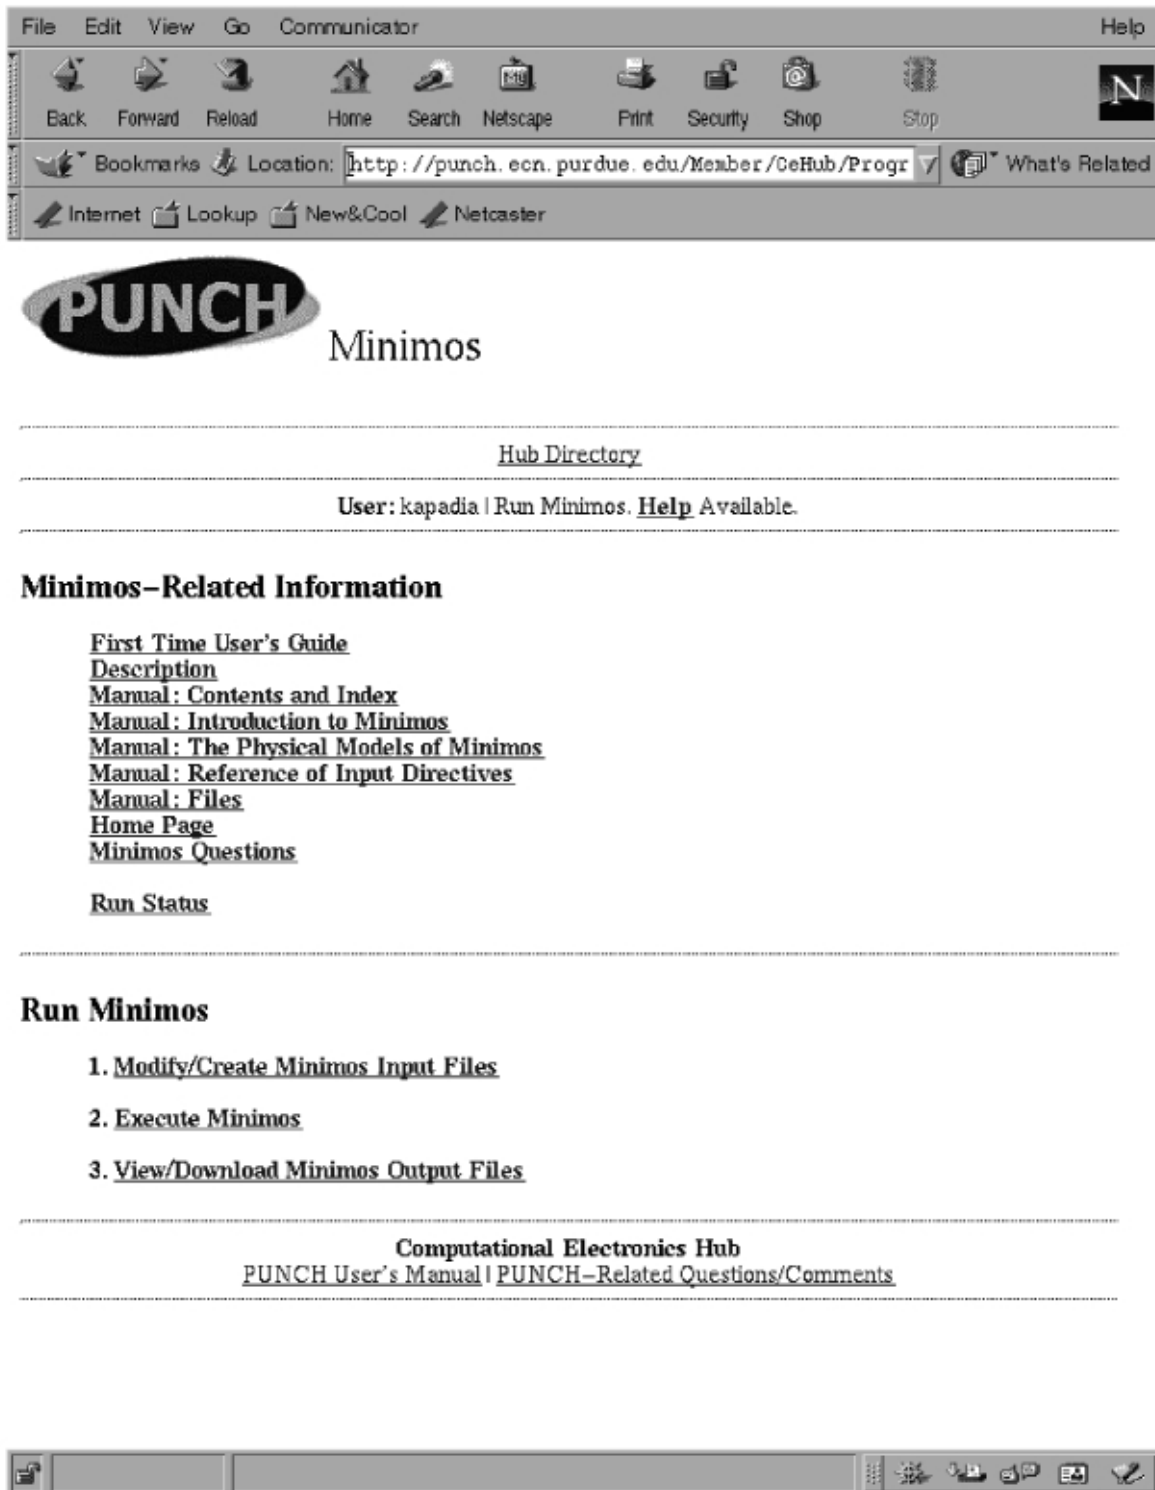 File Edit View Go Communicator Help
Back Forward Reload Home Search Netscape Print Security Shop Stop
N
Bookmarks Location: http://punch.ecn.purdue.edu/Member/CeHub/Progr What's Related
Internet Lookup New&Cool Netcaster
PUNCH Minimos
Hub Directory
User: kapadia | Run Minimos. Help Available.
Minimos-Related Information
First Time User's Guide
Description
Manual: Contents and Index
Manual: Introduction to Minimos
Manual: The Physical Models of Minimos
Manual: Reference of Input Directives
Manual: Files
Home Page
Minimos Questions
Run Status
Run Minimos
1. Modify/Create Minimos Input Files
2. Execute Minimos
3. View/Download Minimos Output Files
Computational Electronics Hub
PUNCH User's Manual | PUNCH-Related Questions/Comments